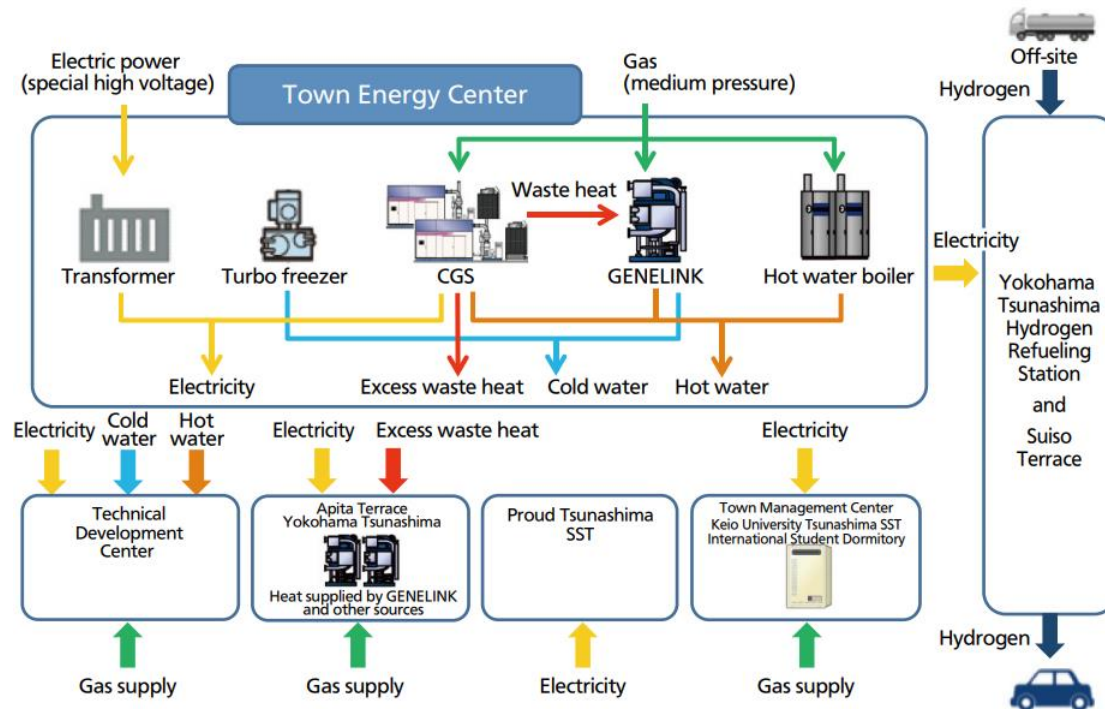 Electric power
(special high voltage)
Town Energy Center
Gas
(medium pressure)
Off-site
Hydrogen
Waste heat
Transformer
Turbo freezer
CGS
GENELINK
Hot water boiler
Electricity
Excess waste heat
Cold water
Hot water
Electricity
Yokohama
Tsunashima
Hydrogen
Refueling
Station
and
Suiso
Terrace
Electricity
Cold
water
Hot
water
Electricity
Excess waste heat
Electricity
Technical
Development
Center
Apita Terrace
Yokohama Tsunashima
Heat supplied by GENELINK
and other sources
Proud Tsunashima
SST
Town Management Center
Keio University Tsunashima SST
International Student Dormitory
Gas supply
Gas supply
Electricity
Gas supply
Hydrogen